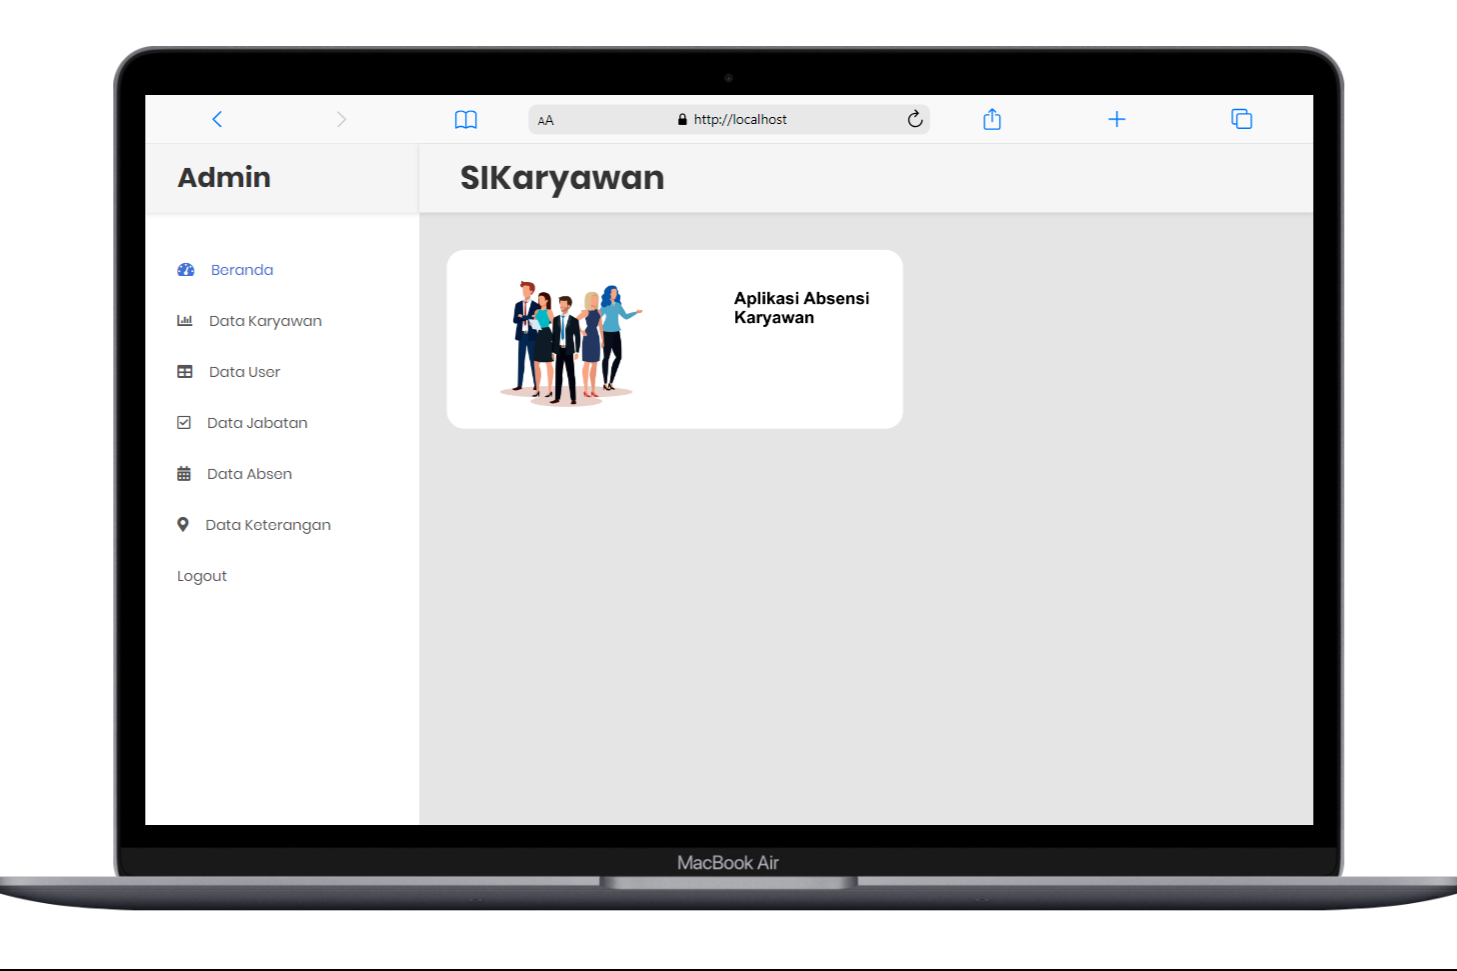 AA
http://localhost
Admin
SIKaryawan
Beranda
Data Karyawan
Data User
Data Jabatan
Data Absen
Data Keterangan
Logout
Aplikasi Absensi
Karyawan
MacBook Air